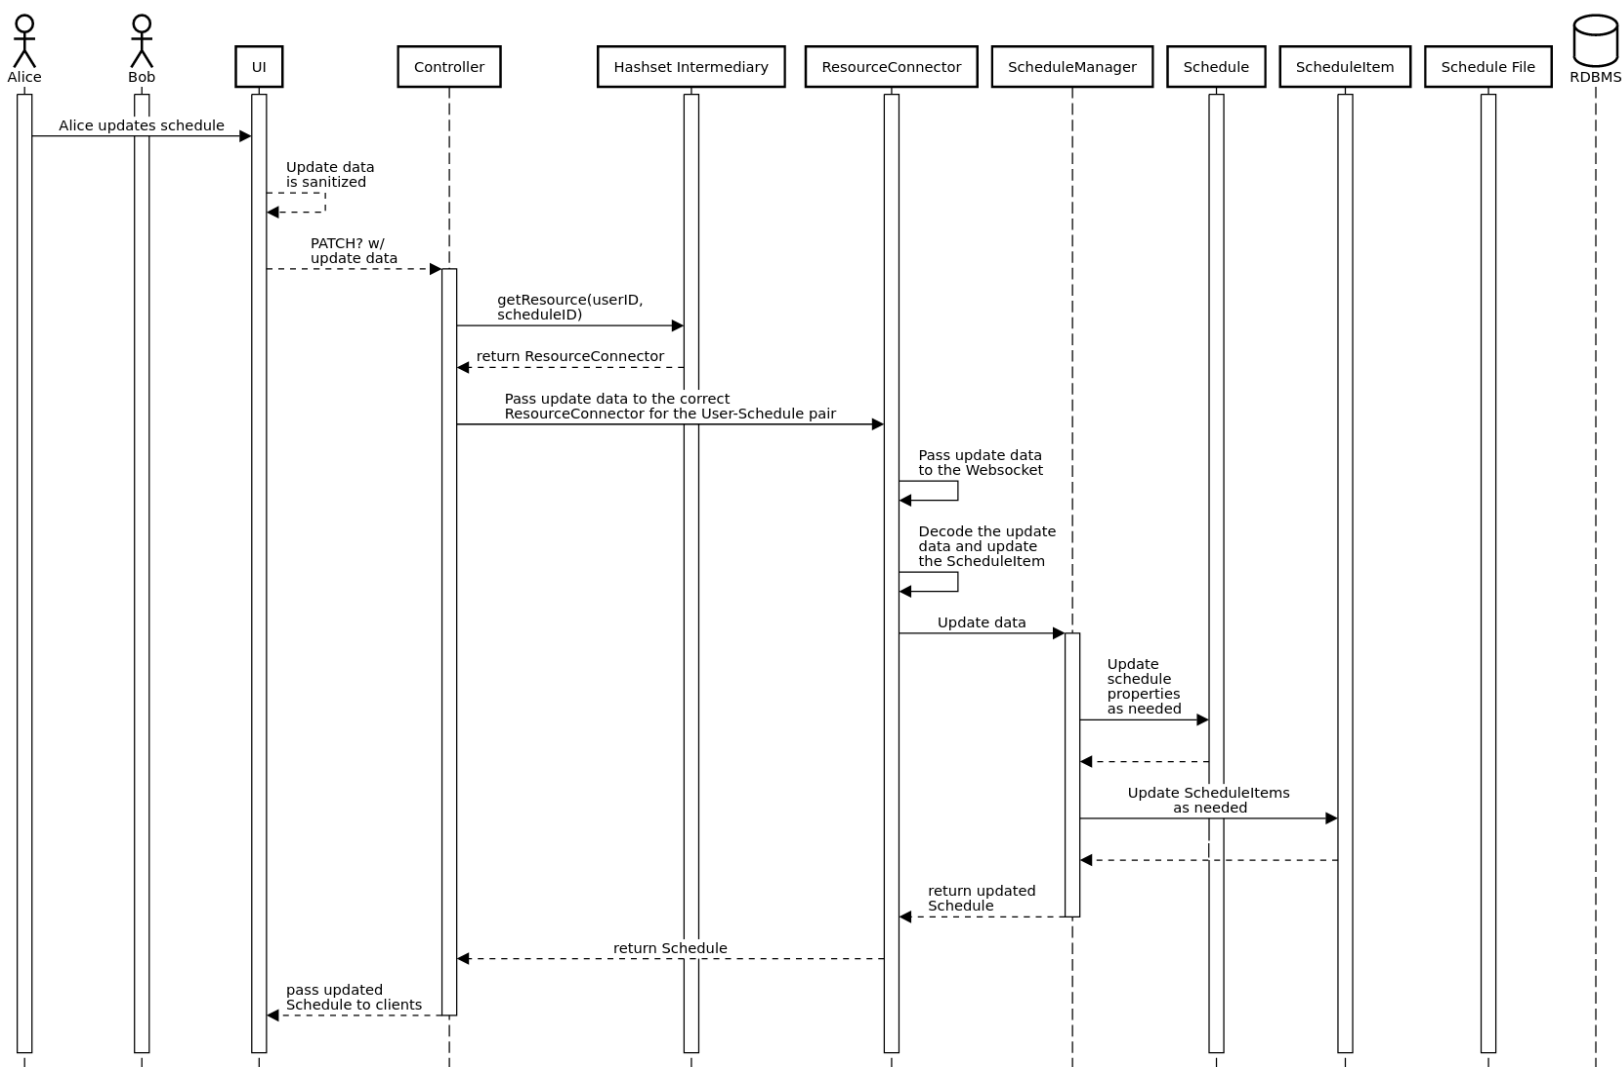 Alice
Bob
UI
Controller
Hashset Intermediary
ResourceConnector
ScheduleManager
Schedule
ScheduleItem
Schedule File
RDBMS
Alice updates schedule
Update data
is sanitized
PATCH? w/
update data
getResource(userID,
scheduleID)
return ResourceConnector
Pass update data to the correct
ResourceConnector for the User-Schedule pair
Pass update data
to the Websocket
Decode the update
data and update
the ScheduleItem
Update data
Update
schedule
properties
as needed
Update ScheduleItems
as needed
return updated
Schedule
return Schedule
pass updated
Schedule to clients